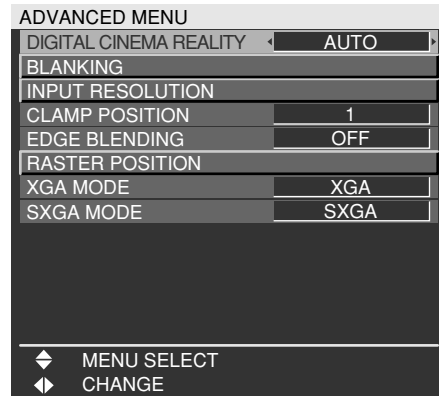 ADVANCED MENU
DIGITAL CINEMA REALITY AUTO
BLANKING
INPUT RESOLUTION
CLAMP POSITION 1
EDGE BLENDING OFF
RASTER POSITION
XGA MODE XGA
SXGA MODE SXGA
MENU SELECT
CHANGE